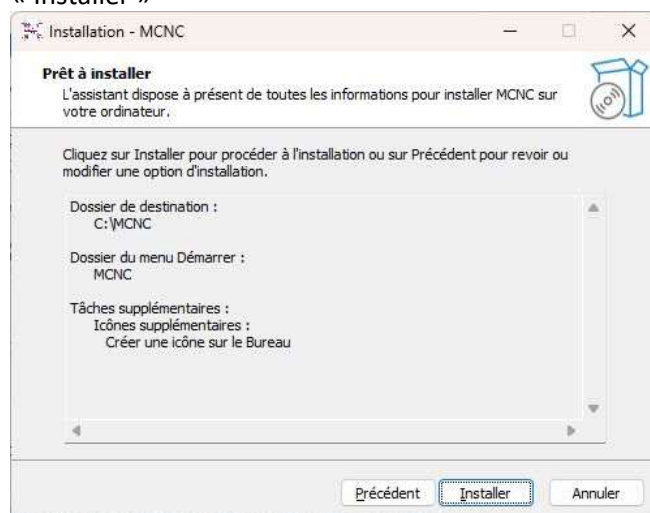 « Installer »
Installation - MCNC
Prêt à installer
L'assistant dispose à présent de toutes les informations pour installer MCNC sur
votre ordinateur.
Cliquez sur Installer pour procéder à l'installation ou sur Précédent pour revoir ou
modifier une option d'installation.
Dossier de destination :
C:\MCNC
Dossier du menu Démarrer :
MCNC
Tâches supplémentaires :
Icônes supplémentaires :
Créer une icône sur le Bureau
Précédent Installer Annuler